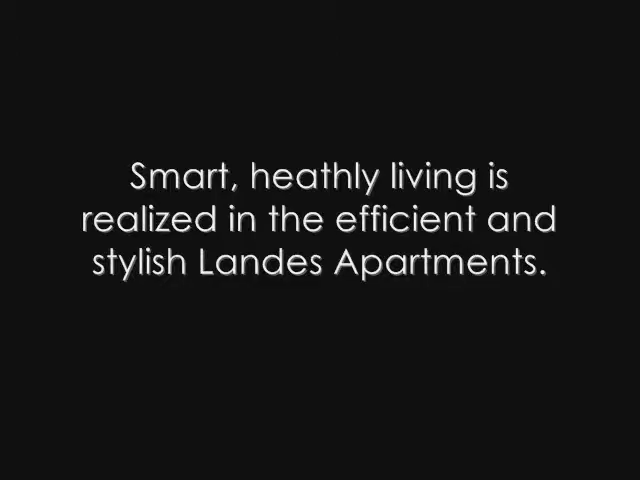 Smart, heathly living is
realized in the efficient and
stylish Landes Apartments.